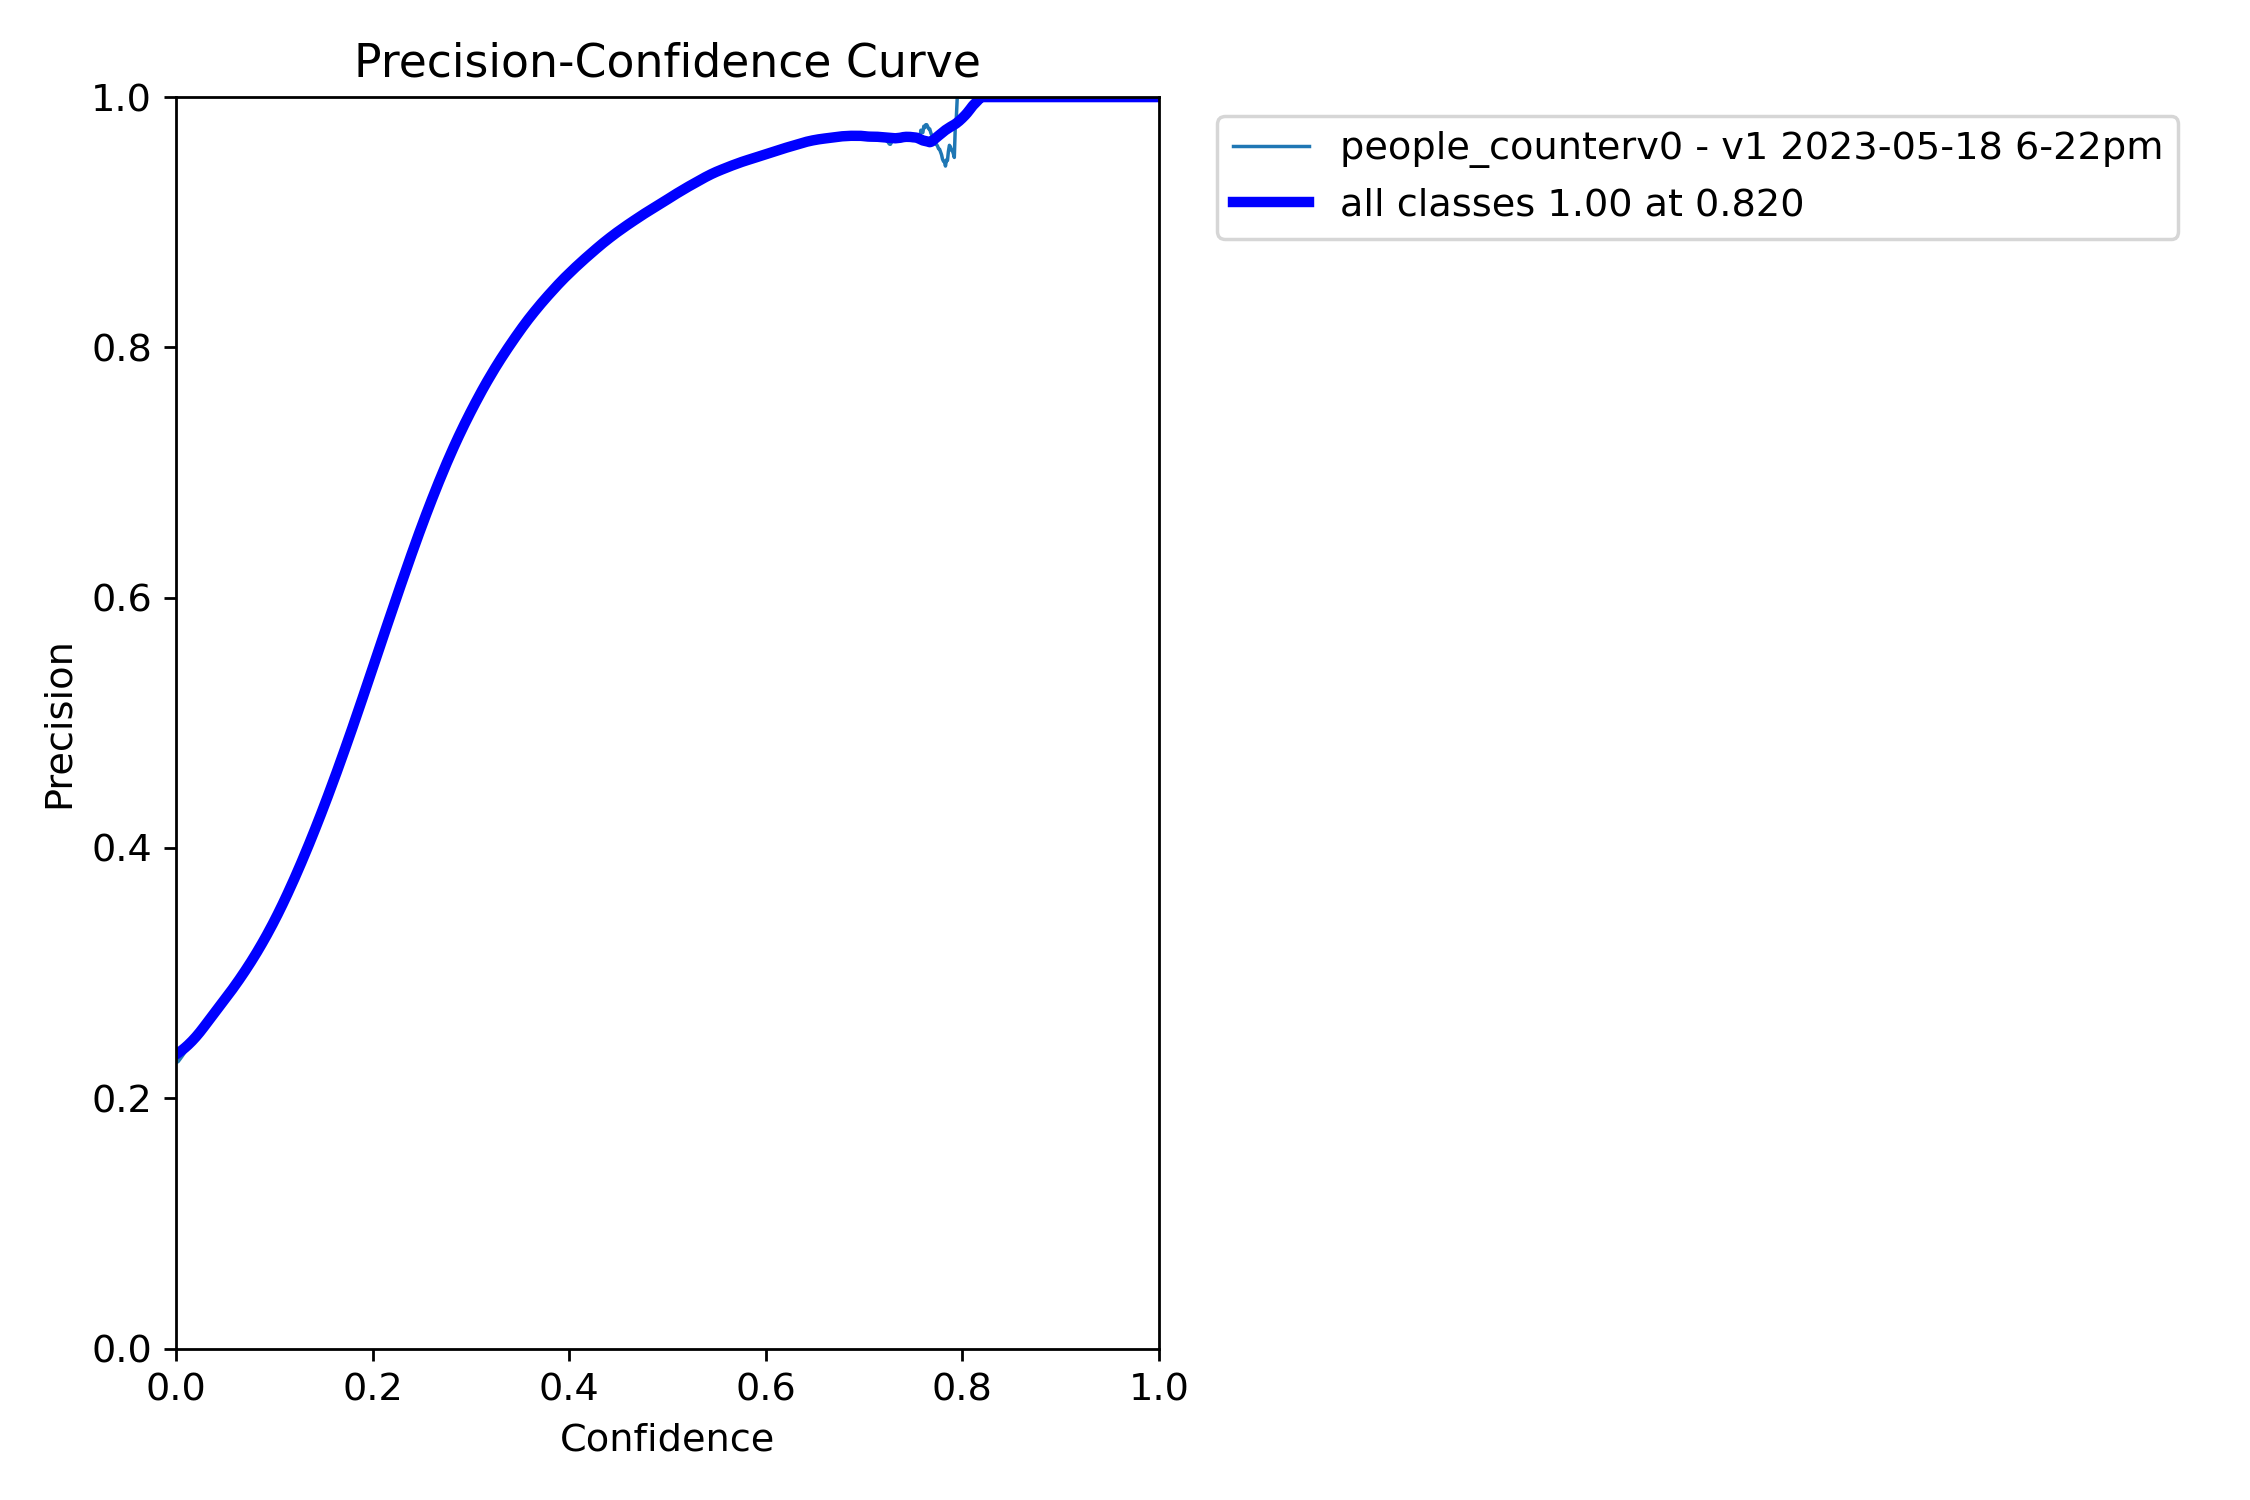 Precision-Confidence Curve
1.0
0.8
0.6
0.4
0.2
0.0
Precision
0.0 0.2 0.4 0.6 0.8 1.0
Confidence
people_counterv0 - v1 2023-05-18 6-22pm
all classes 1.00 at 0.820